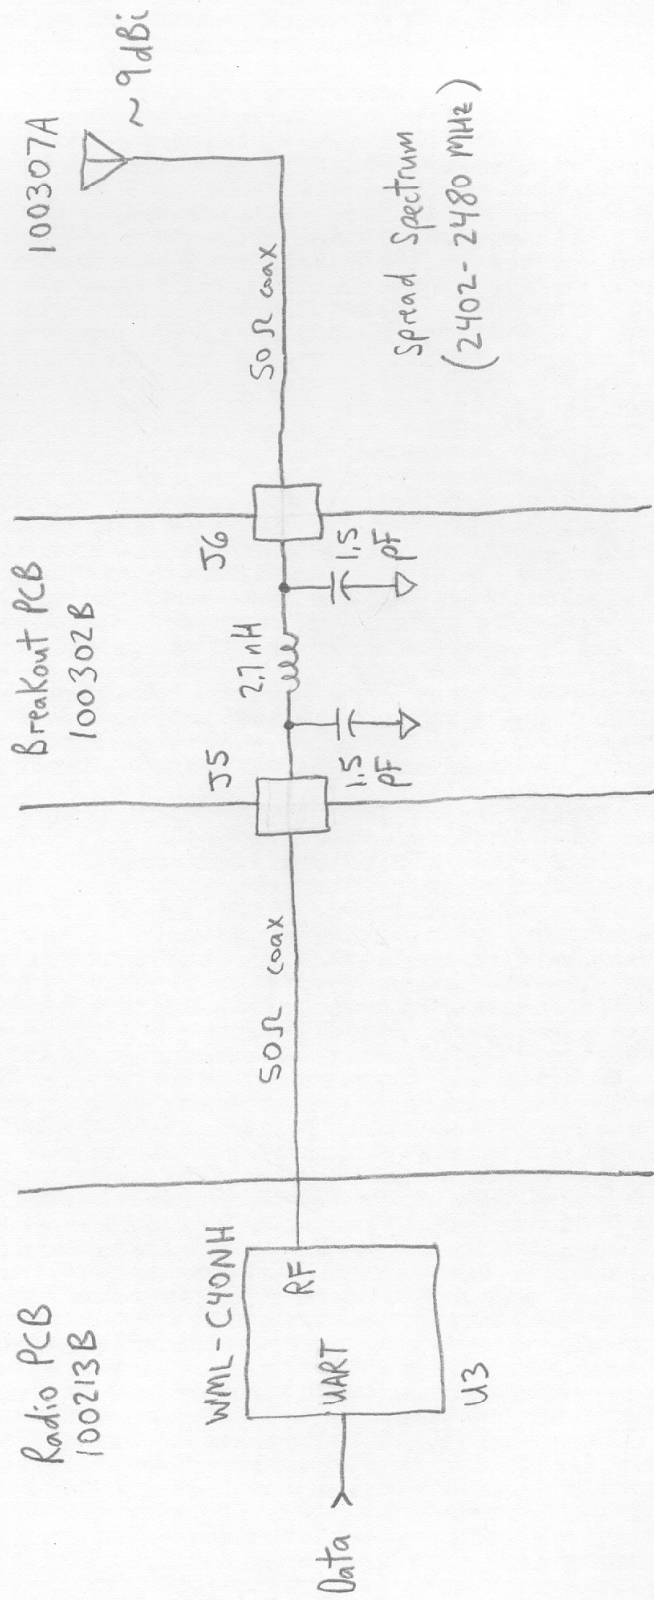 Radio PCB
100213B
Breakout PCB
100302B
100307A
~9dBi
WML-C40NH
RF
UART
U3
Data
50Ω coax
J5
2.7nH
J6
1.5
pF
1.5
pF
50Ω coax
Spread Spectrum
(2402-2480 MHz)